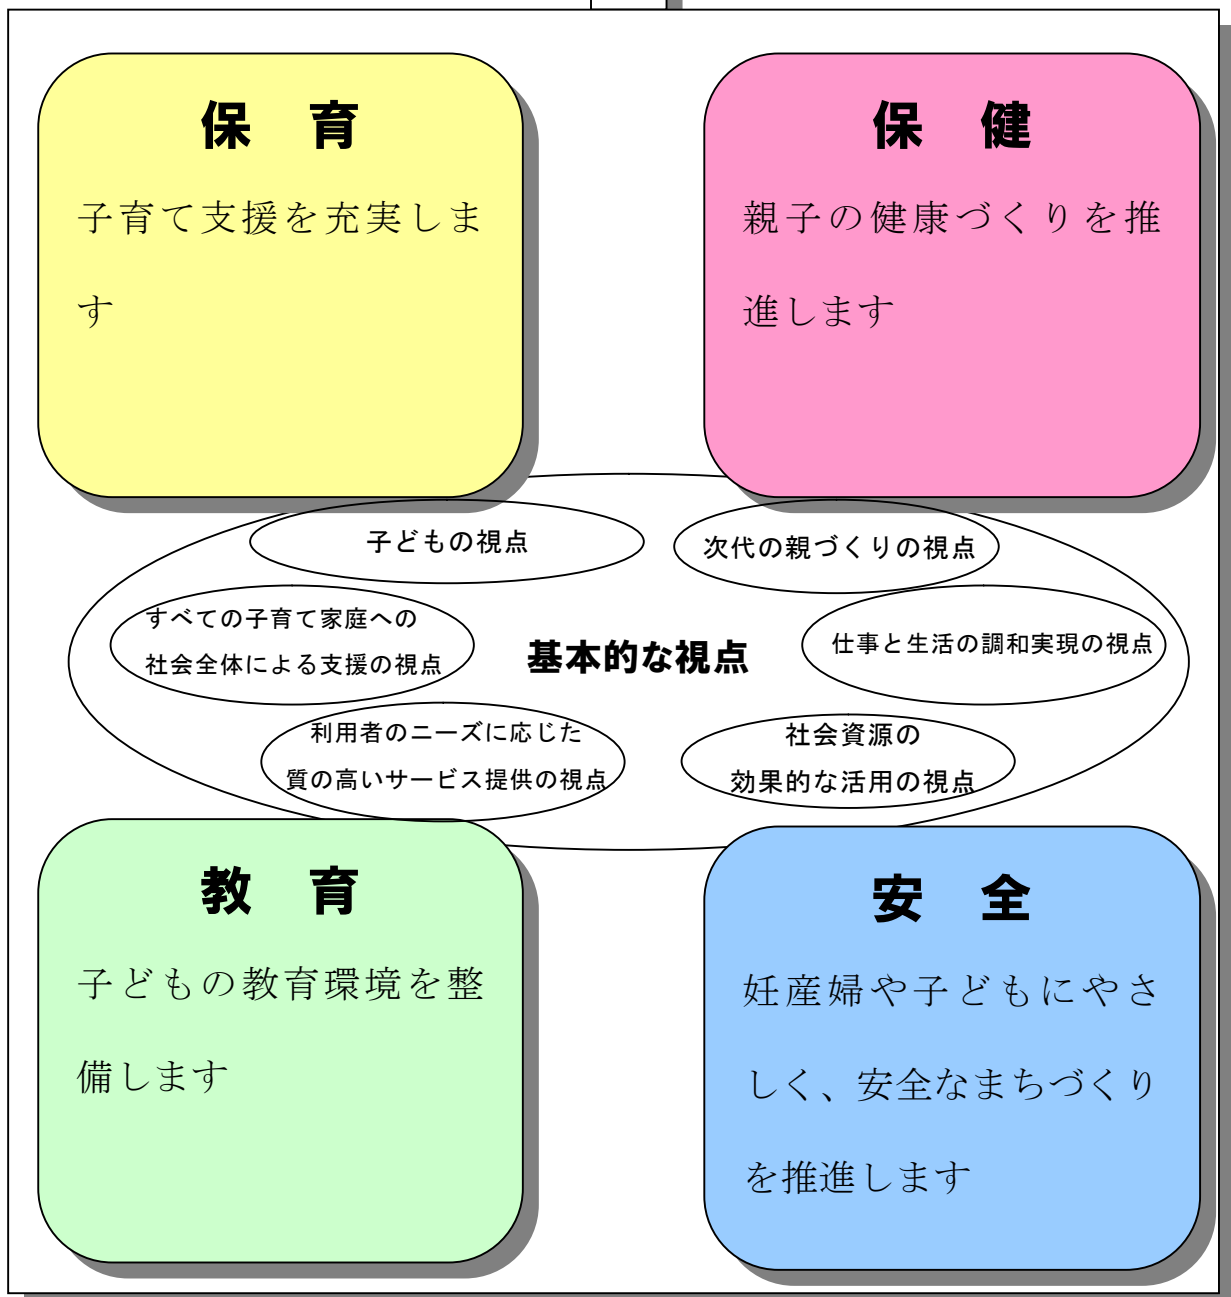 保　育
子育て支援を充実しま
す
保　健
親子の健康づくりを推
進します
子どもの視点
次代の親づくりの視点
すべての子育て家庭への
社会全体による支援の視点
基本的な視点
仕事と生活の調和実現の視点
利用者のニーズに応じた
質の高いサービス提供の視点
社会資源の
効果的な活用の視点
教　育
子どもの教育環境を整
備します
安　全
妊産婦や子どもにやさ
しく、安全なまちづくり
を推進します